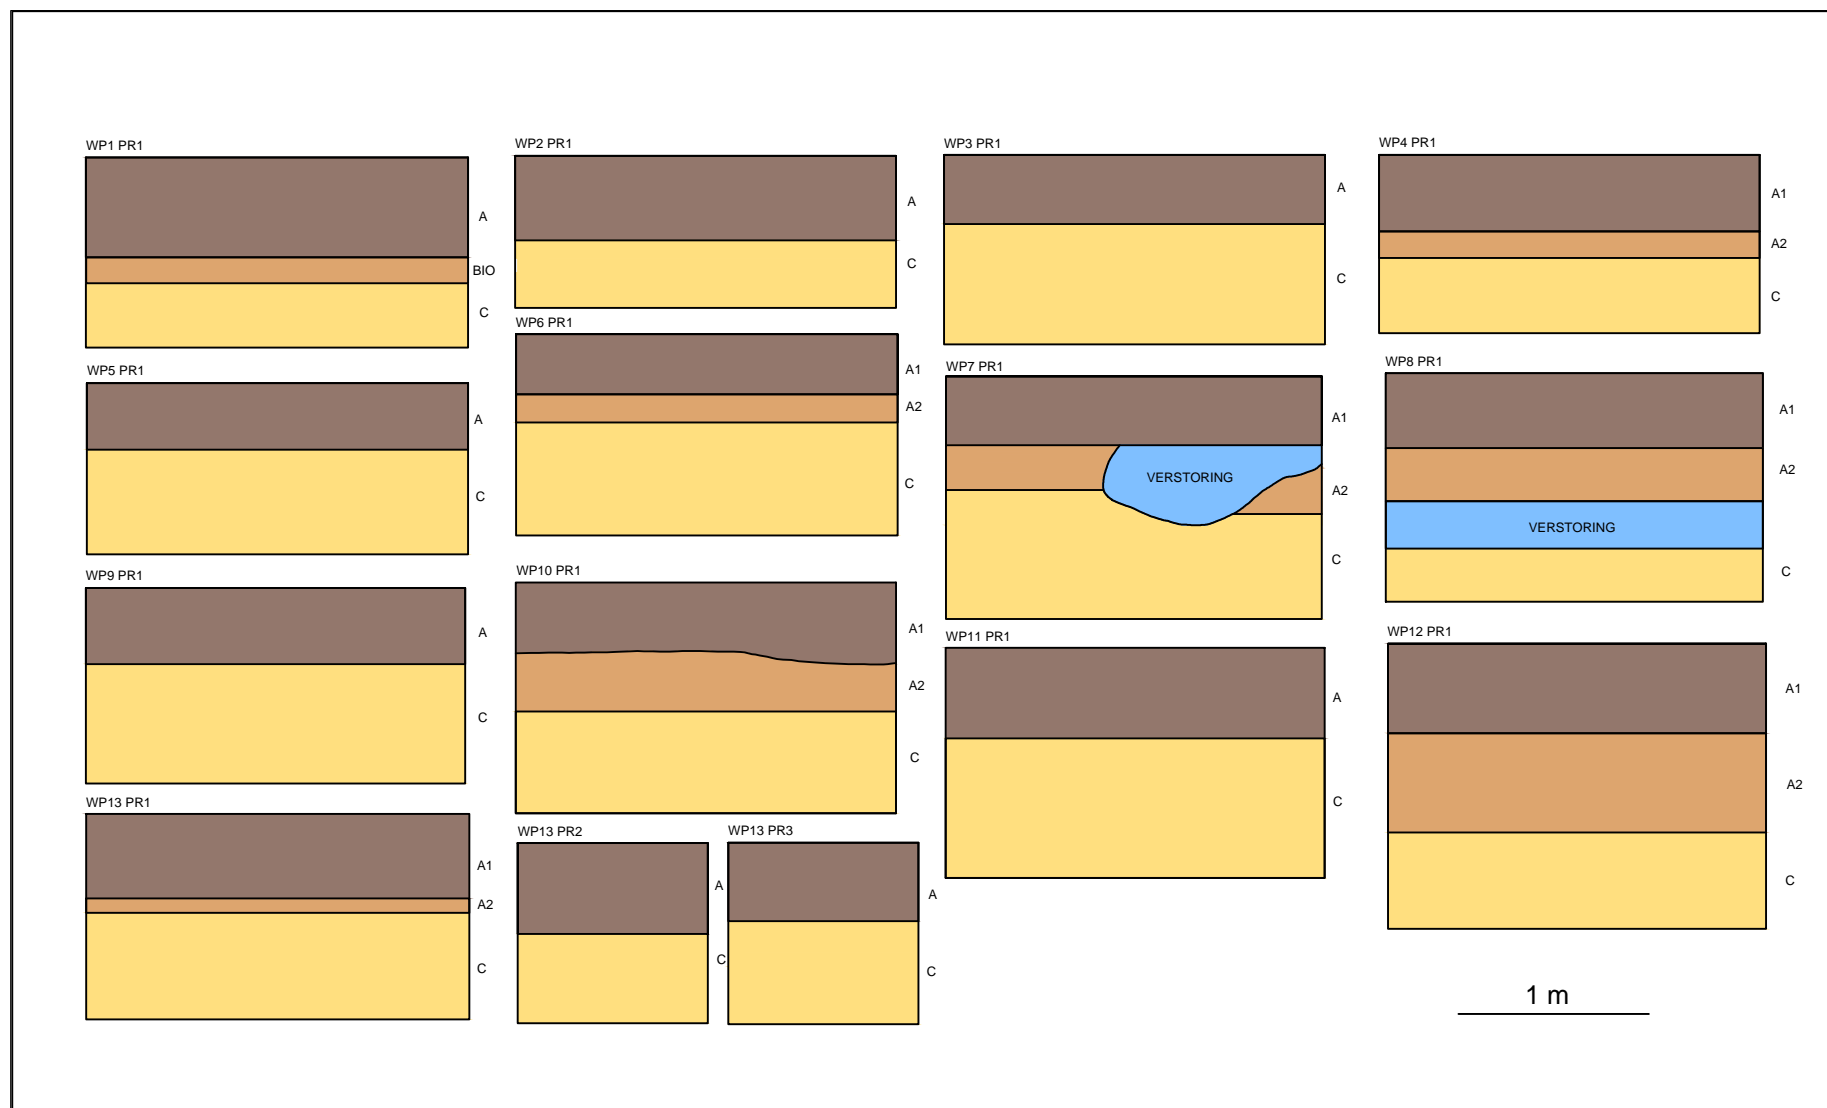 WP1 PR1
A
BIO
C
WP2 PR1
A
C
WP3 PR1
A
C
WP4 PR1
A1
A2
C
WP5 PR1
A
C
WP6 PR1
A1
A2
C
WP7 PR1
A1
VERSTORING
A2
C
WP8 PR1
A1
A2
VERSTORING
C
WP9 PR1
A
C
WP10 PR1
A1
A2
C
WP11 PR1
A
C
WP12 PR1
A1
A2
C
WP13 PR1
A1
A2
C
WP13 PR2
A
C
WP13 PR3
A
C
1 m